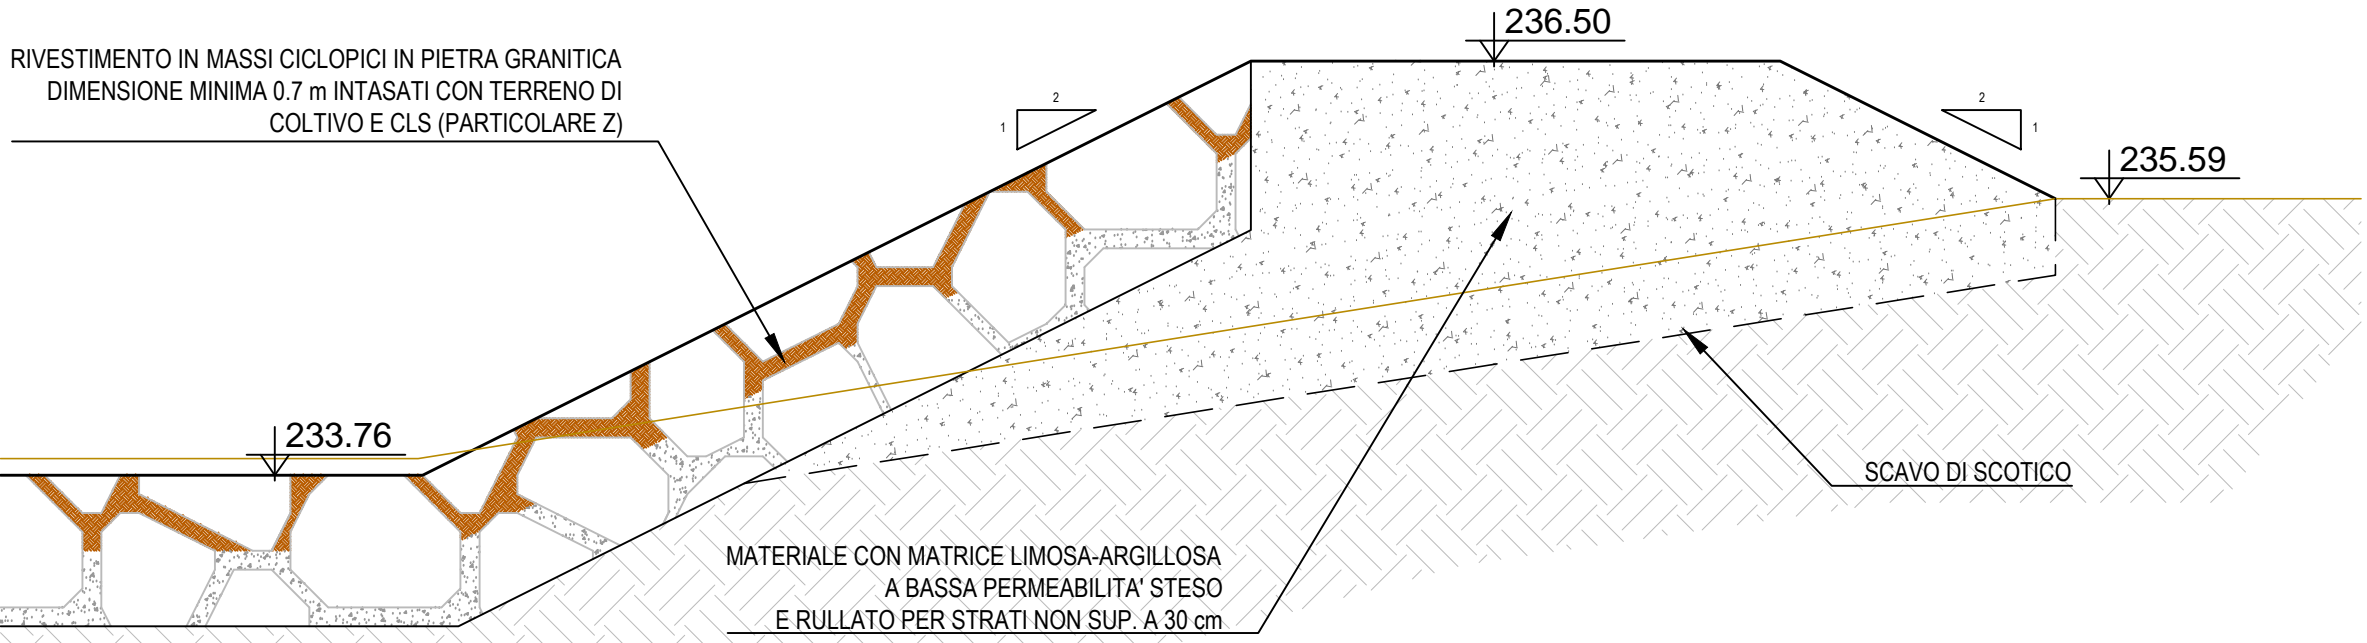 236.50
RIVESTIMENTO IN MASSI CICLOPICI IN PIETRA GRANITICA
DIMENSIONE MINIMA 0.7 m INTASATI CON TERRENO DI
COLTIVO E CLS (PARTICOLARE Z)
2
1
2
1
235.59
233.76
SCAVO DI SCOTICO
MATERIALE CON MATRICE LIMOSA-ARGILLOSA
A BASSA PERMEABILITA' STESO
E RULLATO PER STRATI NON SUP. A 30 cm